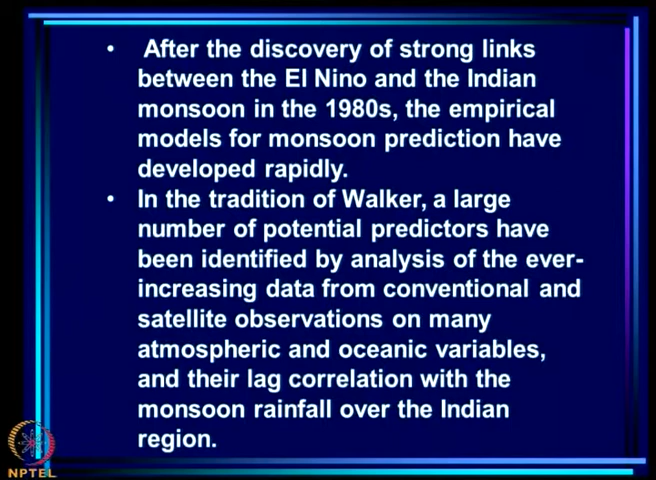 • After the discovery of strong links
between the El Nino and the Indian
monsoon in the 1980s, the empirical
models for monsoon prediction have
developed rapidly.
• In the tradition of Walker, a large
number of potential predictors have
been identified by analysis of the ever-
increasing data from conventional and
satellite observations on many
atmospheric and oceanic variables,
and their lag correlation with the
monsoon rainfall over the Indian
region.
NPTEL